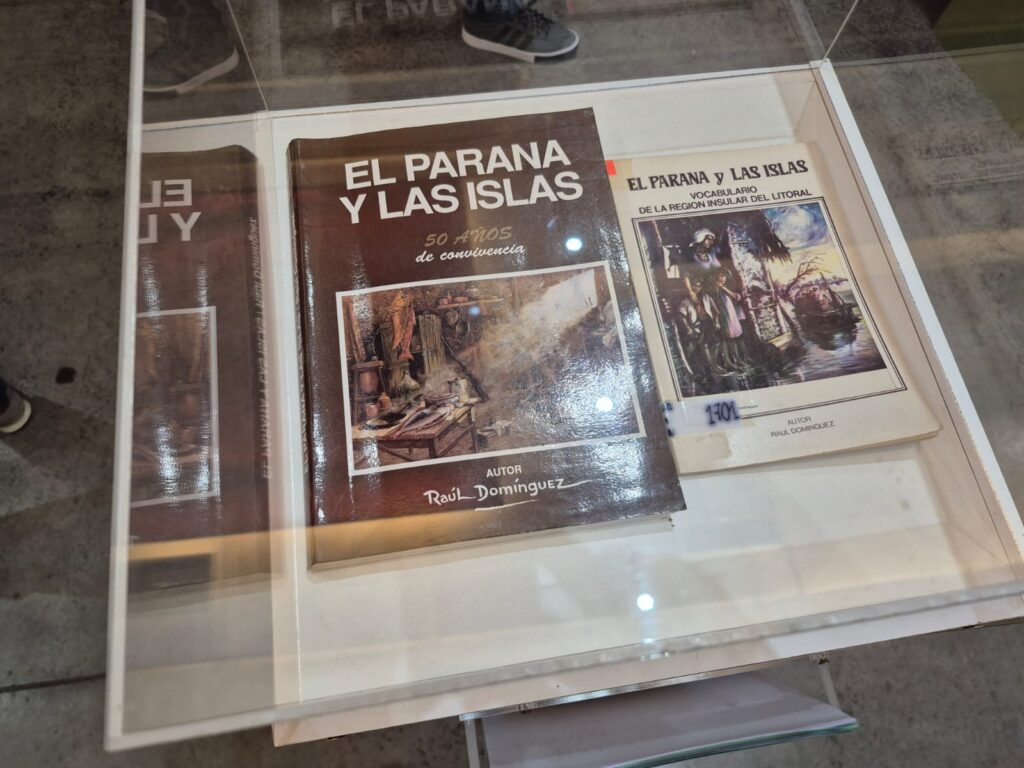 EL PARANA
Y LAS ISLAS
50 AÑOS
de convivencia
AUTOR
RAÚL DOMÍNGUEZ
EL PARANA y LAS ISLAS
VOCABULARIO
DE LA REGION INSULAR DEL LITORAL
1701
AUTOR
RAUL DOMINGUEZ